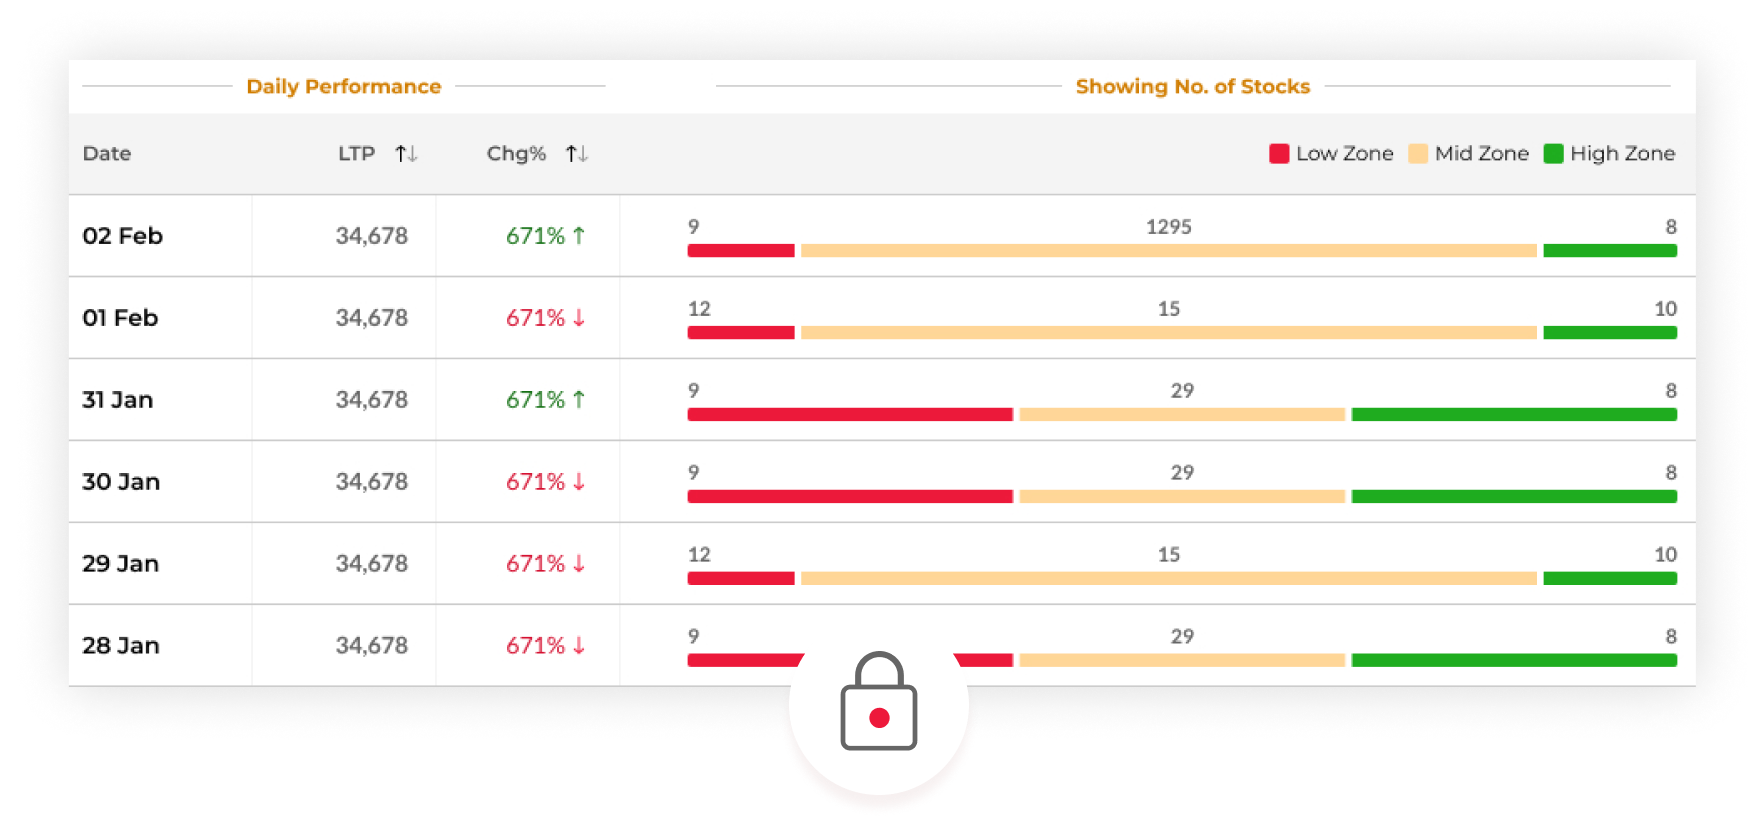 Daily Performance Showing No. of Stocks
Date LTP ↑↓ Chg% ↑↓ Low Zone Mid Zone High Zone
02 Feb 34,678 671% ↑ 9 1295 8
01 Feb 34,678 671% ↓ 12 15 10
31 Jan 34,678 671% ↑ 9 29 8
30 Jan 34,678 671% ↓ 9 29 8
29 Jan 34,678 671% ↓ 12 15 10
28 Jan 34,678 671% ↓ 9 29 8